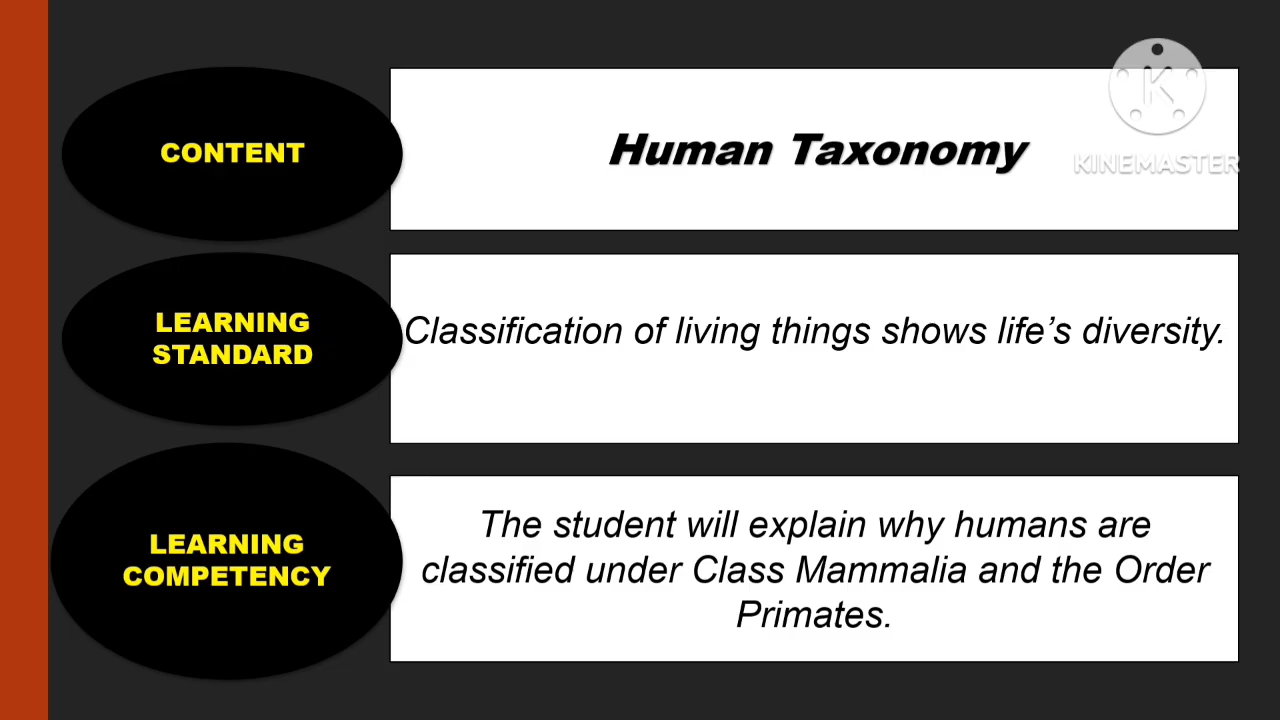 CONTENT
Human Taxonomy
KINEMASTER
LEARNING
STANDARD
Classification of living things shows life’s diversity.
LEARNING
COMPETENCY
The student will explain why humans are
classified under Class Mammalia and the Order
Primates.